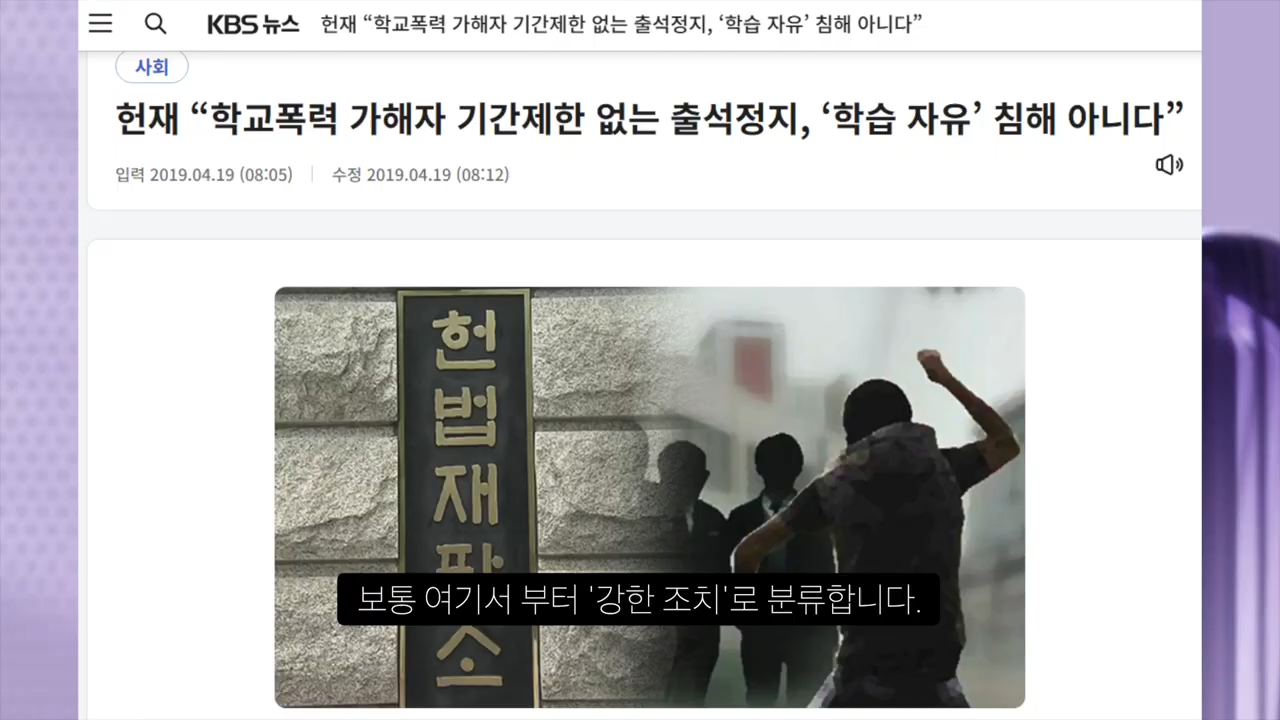 KBS 뉴스 헌재 “학교폭력 가해자 기간제한 없는 출석정지, ‘학습 자유’ 침해 아니다”
사회
헌재 “학교폭력 가해자 기간제한 없는 출석정지, ‘학습 자유’ 침해 아니다”
입력 2019.04.19 (08:05) 수정 2019.04.19 (08:12)
헌법재판소
보통 여기서 부터 '강한 조치'로 분류합니다.